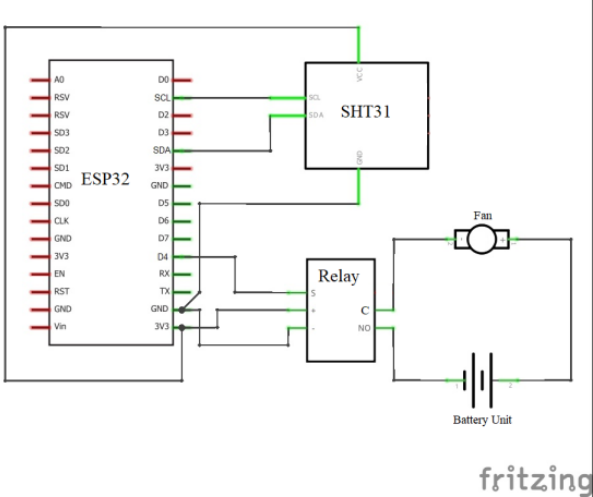 VCC
A0
RSV
RSV
SD3
SD2
SD1
CMD
SD0
CLK
GND
3V3
EN
RST
GND
Vin
ESP32
D0
SCL
D2
D3
SDA
3V3
GND
D5
D6
D7
D4
RX
TX
GND
3V3
SCL
SDA
SHT31
GND
Relay
S
+
-
C
NO
Fan
- +
1 2
Battery Unit
fritzing